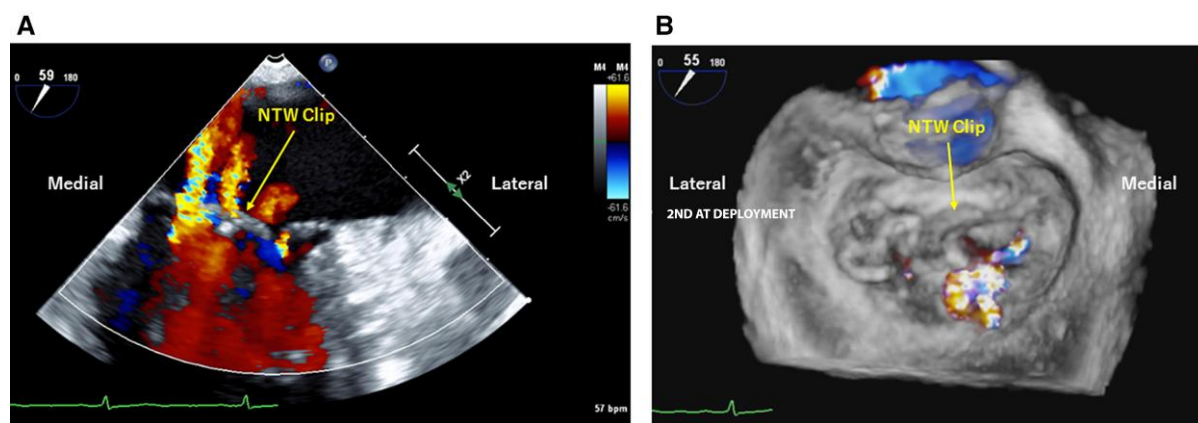 A
B
0 59 180
P
M4 M4
+61.6
NTW Clip
Medial
X2
Lateral
-61.6
cm/s
57 bpm
0 55 180
NTW Clip
Lateral
Medial
2ND AT DEPLOYMENT